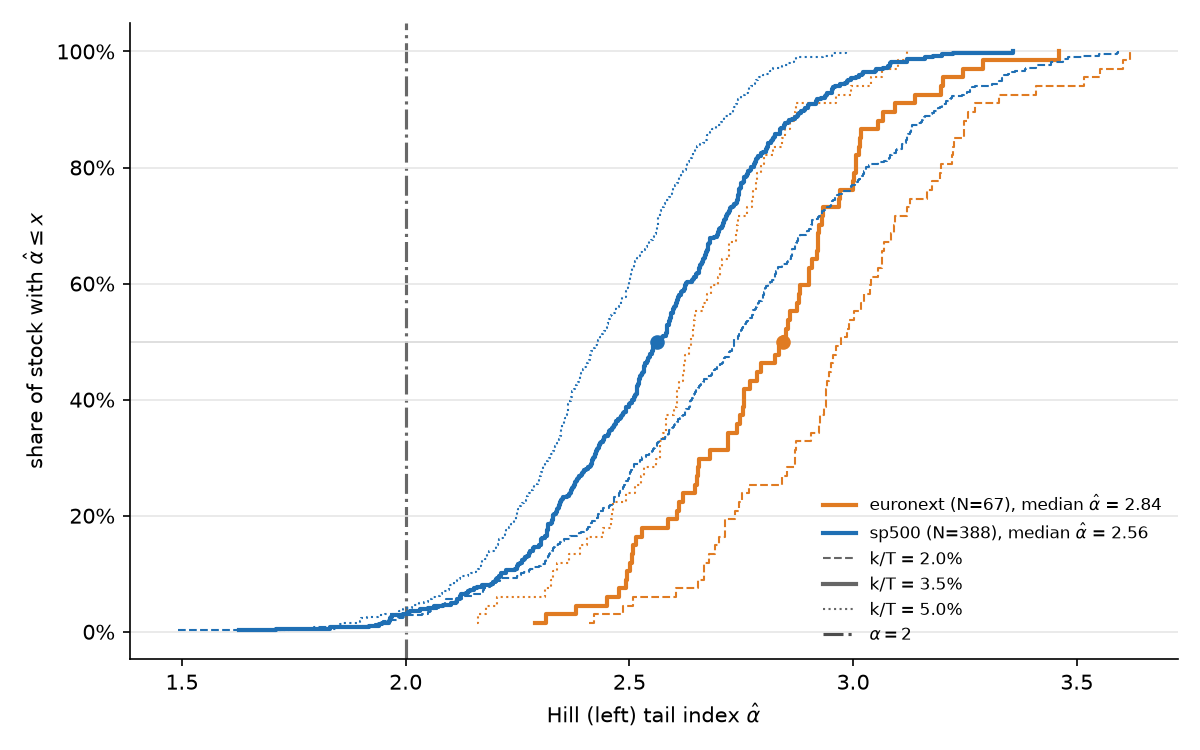 100%
80%
60%
40%
20%
0%
share of stock with α̂ ≤ x
euronext (N=67), median α̂ = 2.84
sp500 (N=388), median α̂ = 2.56
k/T = 2.0%
k/T = 3.5%
k/T = 5.0%
α = 2
1.5
2.0
2.5
3.0
3.5
Hill (left) tail index α̂